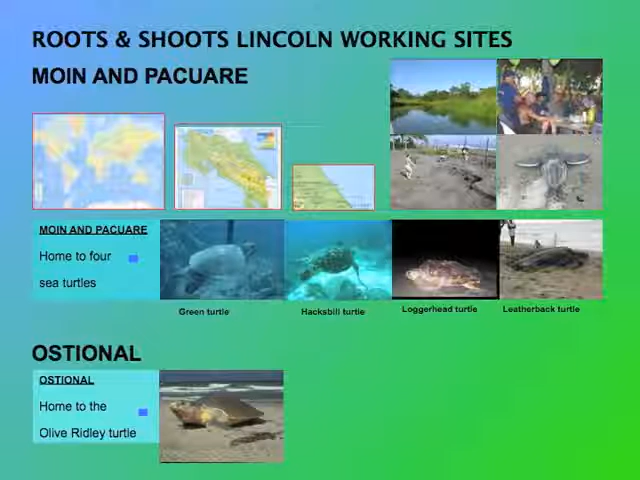 ROOTS & SHOOTS LINCOLN WORKING SITES
MOIN AND PACUARE
MOIN AND PACUARE
Home to four
sea turtles
Green turtle
Hacksbill turtle
Loggerhead turtle
Leatherback turtle
OSTIONAL
OSTIONAL
Home to the
Olive Ridley turtle